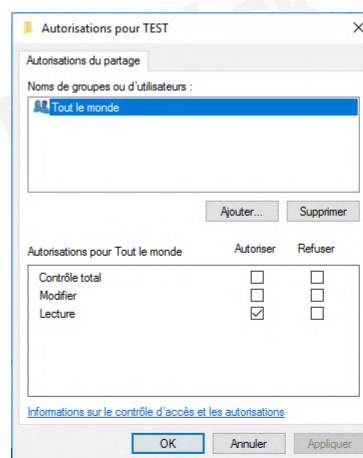 Autorisations pour TEST
Autorisations du partage
Noms de groupes ou d'utilisateurs :
Tout le monde
Ajouter... Supprimer
Autorisations pour Tout le monde Autoriser Refuser
Contrôle total
Modifier
Lecture
Informations sur le contrôle d'accès et les autorisations
OK Annuler Appliquer